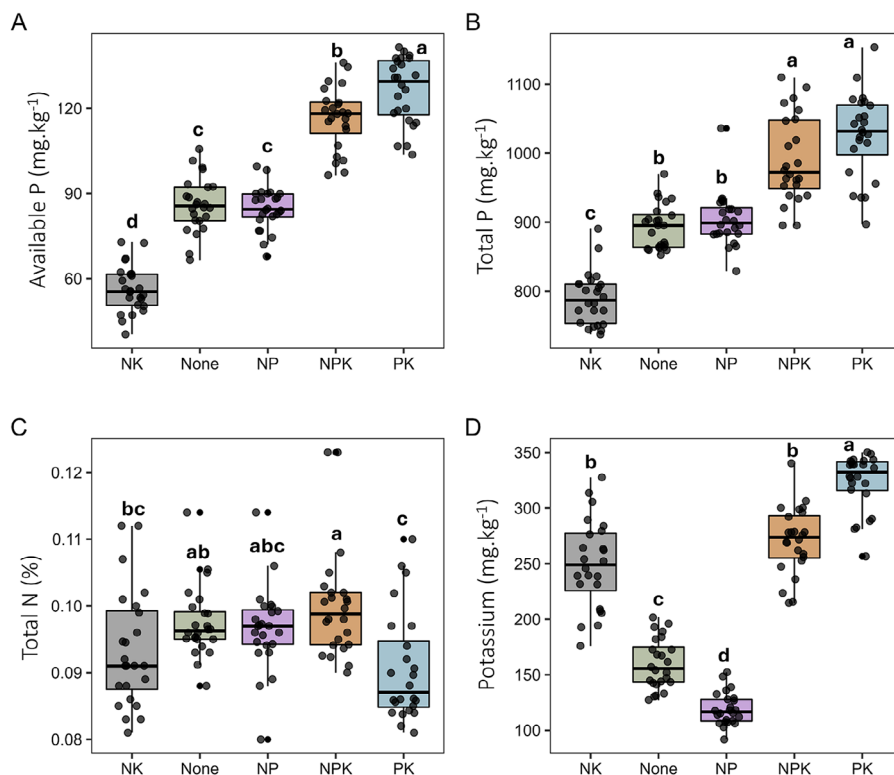 A
Available P (mg.kg⁻¹)
120
90
60
d
c
c
b
a
NK None NP NPK PK
B
Total P (mg.kg⁻¹)
1100
1000
900
800
c
b
b
a
a
NK None NP NPK PK
C
Total N (%)
0.12
0.11
0.10
0.09
0.08
bc
ab
abc
a
c
NK None NP NPK PK
D
Potassium (mg.kg⁻¹)
350
300
250
200
150
100
b
c
d
b
a
NK None NP NPK PK